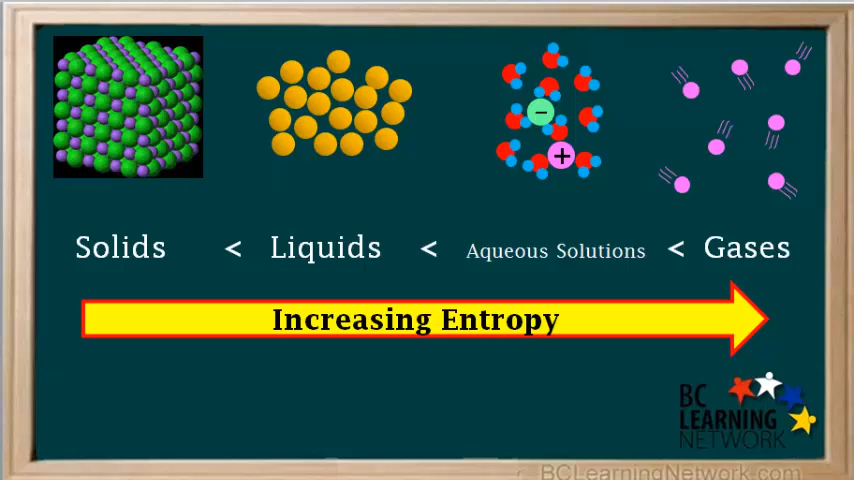 −
+
Solids < Liquids < Aqueous Solutions < Gases
Increasing Entropy
BC
LEARNING
NETWORK
BCLearningNetwork.com